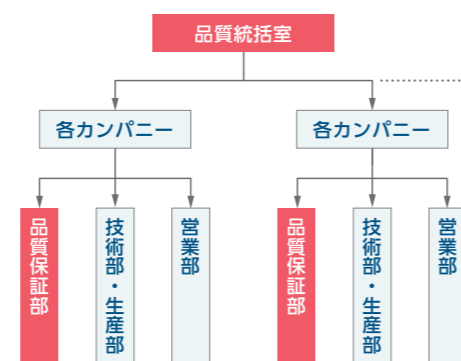 品質統括室
各カンパニー
各カンパニー
品質保証部
技術部・生産部
営業部
品質保証部
技術部・生産部
営業部